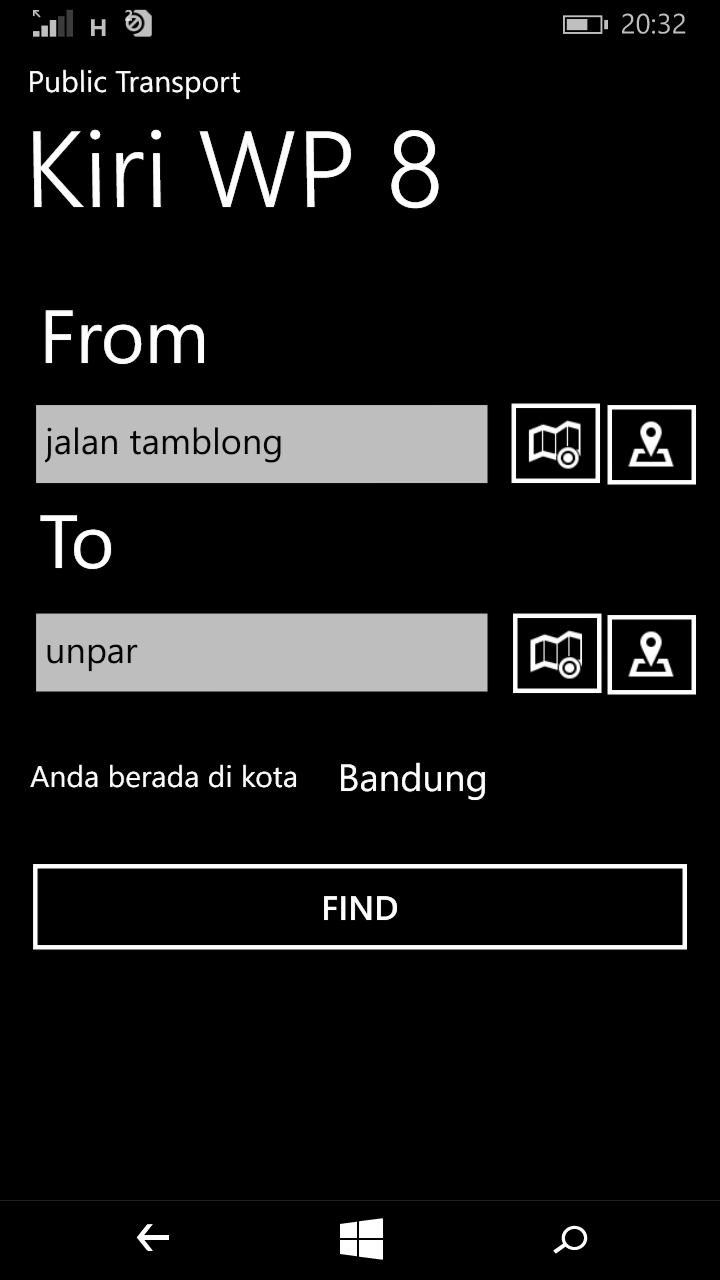 H 20:32
Public Transport
Kiri WP 8
From
jalan tamblong
To
unpar
Anda berada di kota Bandung
FIND